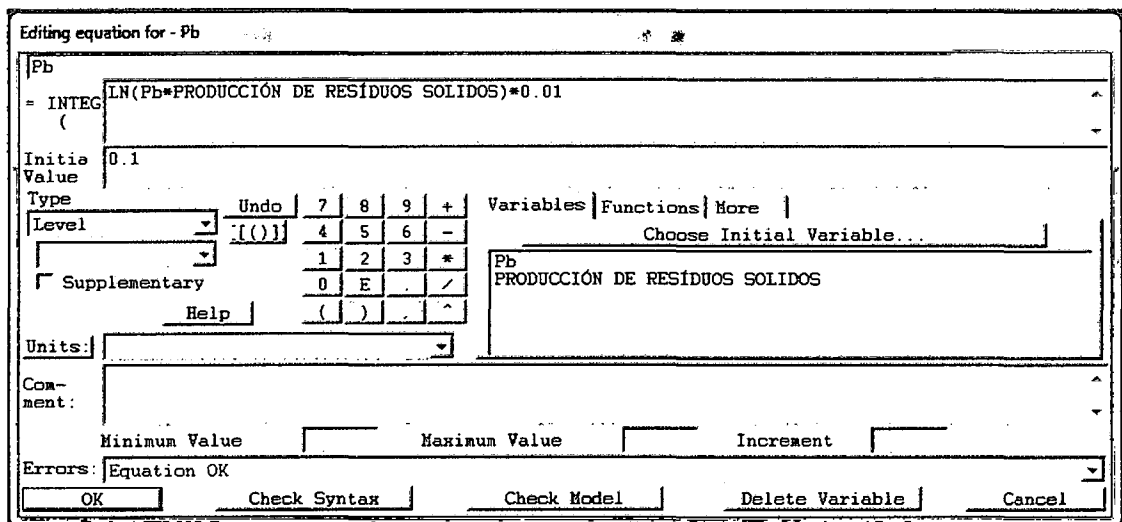 Editing equation for - Pb
Pb
= INTEG (
LN(Pb*PRODUCCIÓN DE RESÍDUOS SOLIDOS)*0.01
Initia Value
0.1
Type
Undo 7 8 9 + Variables Functions More
Level [()] 4 5 6 - Choose Initial Variable...
1 2 3 * Pb
Supplementary 0 E . / PRODUCCIÓN DE RESÍDUOS SOLIDOS
Help ( ) , ^
Units:
Com-
ment:
Minimum Value Maximum Value Increment
Errors: Equation OK
OK Check Syntax Check Model Delete Variable Cancel